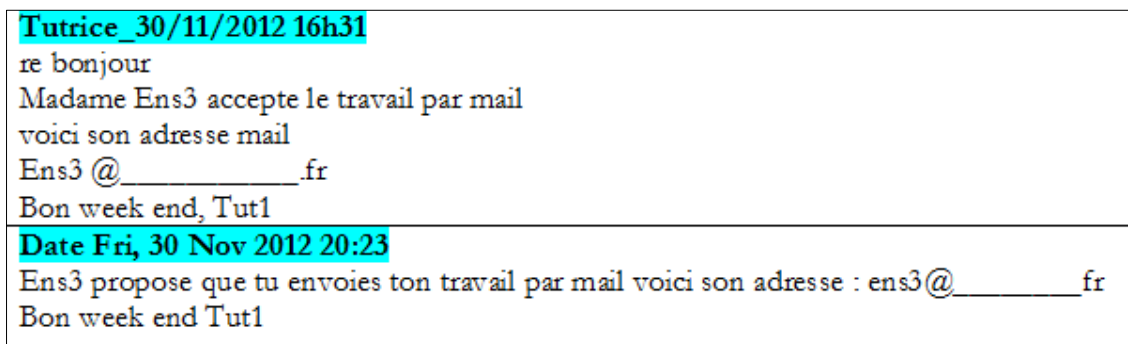 Tutrice_30/11/2012 16h31
re bonjour
Madame Ens3 accepte le travail par mail
voici son adresse mail
Ens3 @___________.fr
Bon week end, Tut1
Date Fri, 30 Nov 2012 20:23
Ens3 propose que tu envoies ton travail par mail voici son adresse : ens3@________fr
Bon week end Tut1